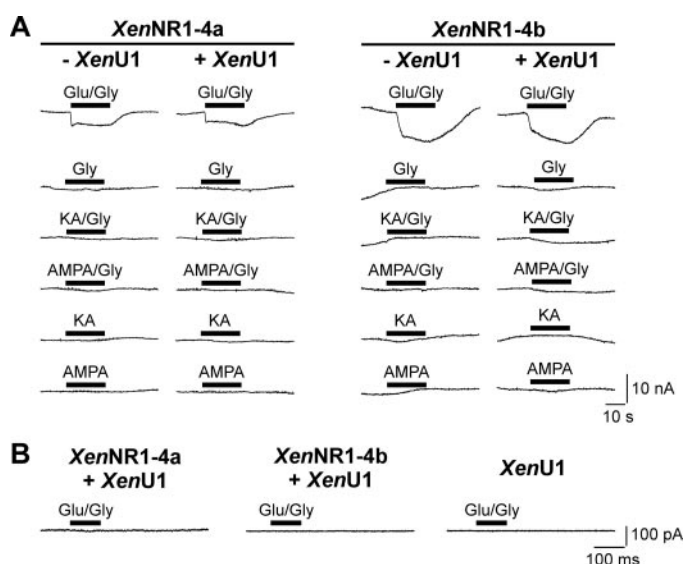 A
XenNR1-4a XenNR1-4b
- XenU1 + XenU1 - XenU1 + XenU1
Glu/Gly Glu/Gly Glu/Gly Glu/Gly
Gly Gly Gly Gly
KA/Gly KA/Gly KA/Gly KA/Gly
AMPA/Gly AMPA/Gly AMPA/Gly AMPA/Gly
KA KA KA KA
AMPA AMPA AMPA AMPA
10 nA
10 s
B
XenNR1-4a XenNR1-4b XenU1
+ XenU1 + XenU1
Glu/Gly Glu/Gly Glu/Gly
100 pA
100 ms